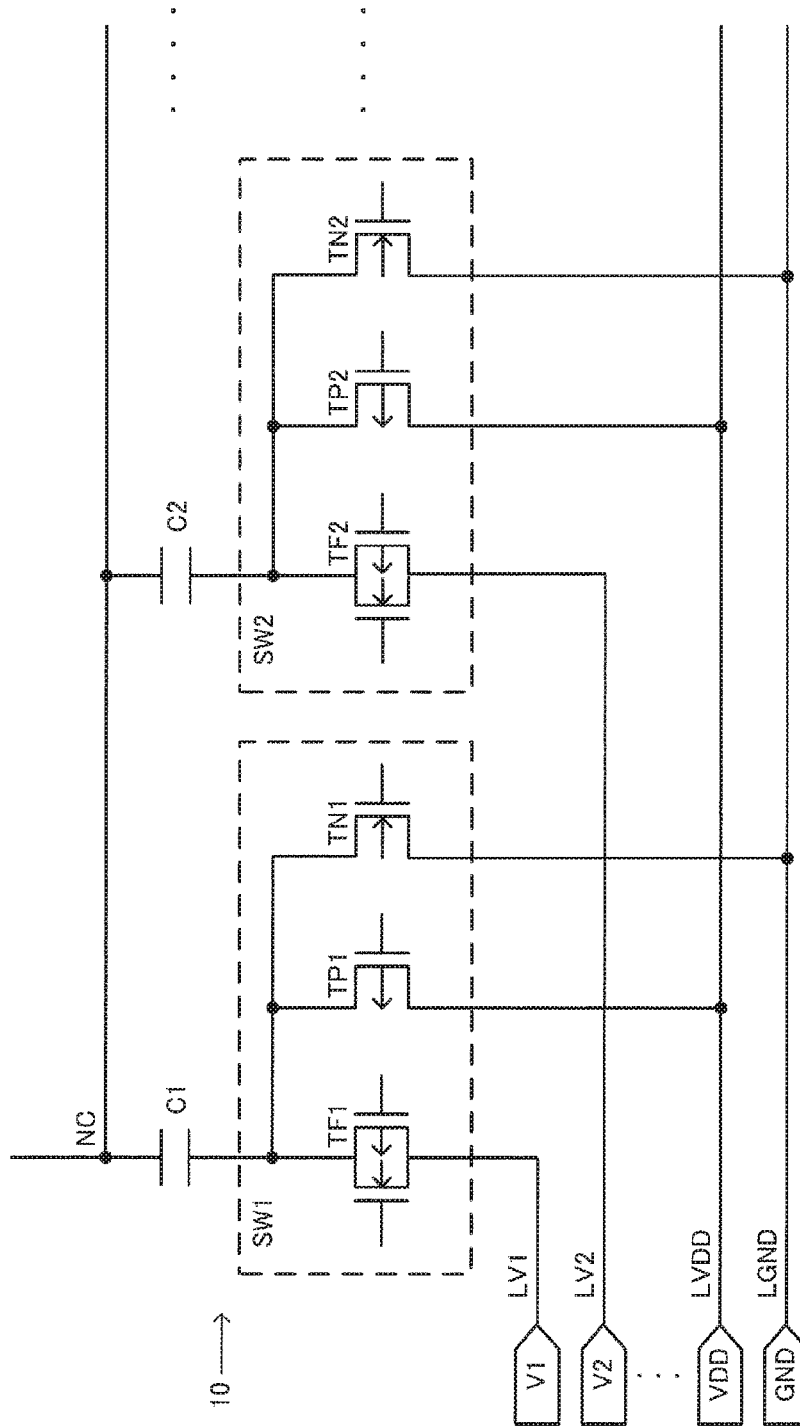 10
NC
C1
C2
SW1
TF1
TP1
TN1
SW2
TF2
TP2
TN2
V1
LV1
V2
LV2
VDD
LVDD
GND
LGND